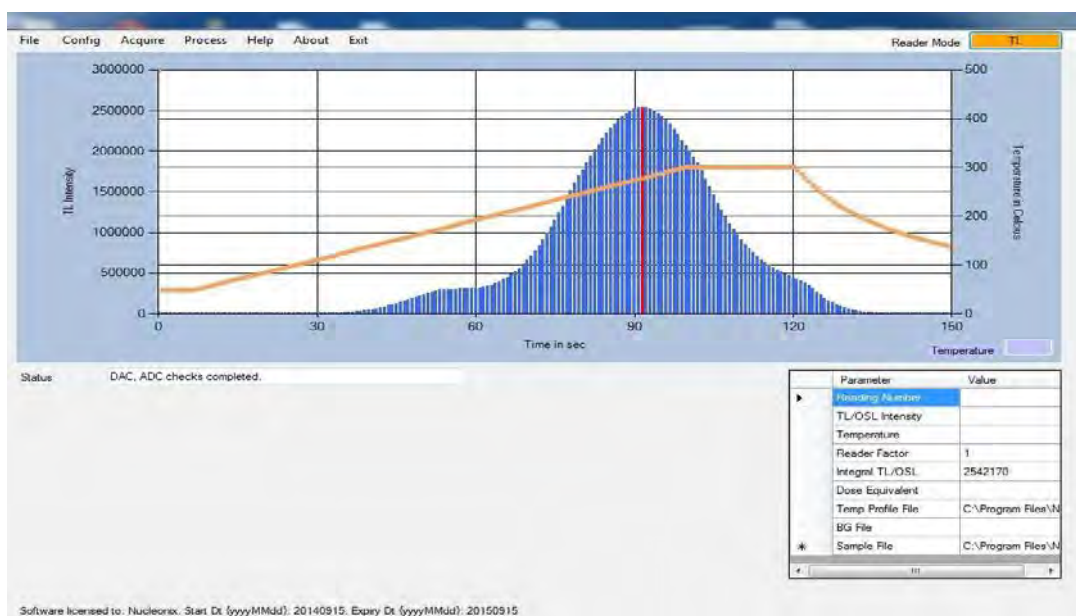 File Config Acquire Process Help About Exit Reader Mode TL
3000000 500
2500000 400
2000000 300
1500000
1000000 200
500000 100
0 0
TL Intensity
Temperature in Celcius
0 30 60 90 120 150
Time in sec
Temperature
Status DAC, ADC checks completed.
Parameter Value
Reading Number
TL/OSL Intensity
Temperature
Reader Factor 1
Integral TL/OSL 2542170
Dose Equivalent
Temp Profile File C:\Program Files\N
BG File
Sample File C:\Program Files\N
Software licensed to: Nucleonix. Start Dt {yyyyMMdd}: 20140915. Expiry Dt {yyyyMMdd}: 20150915